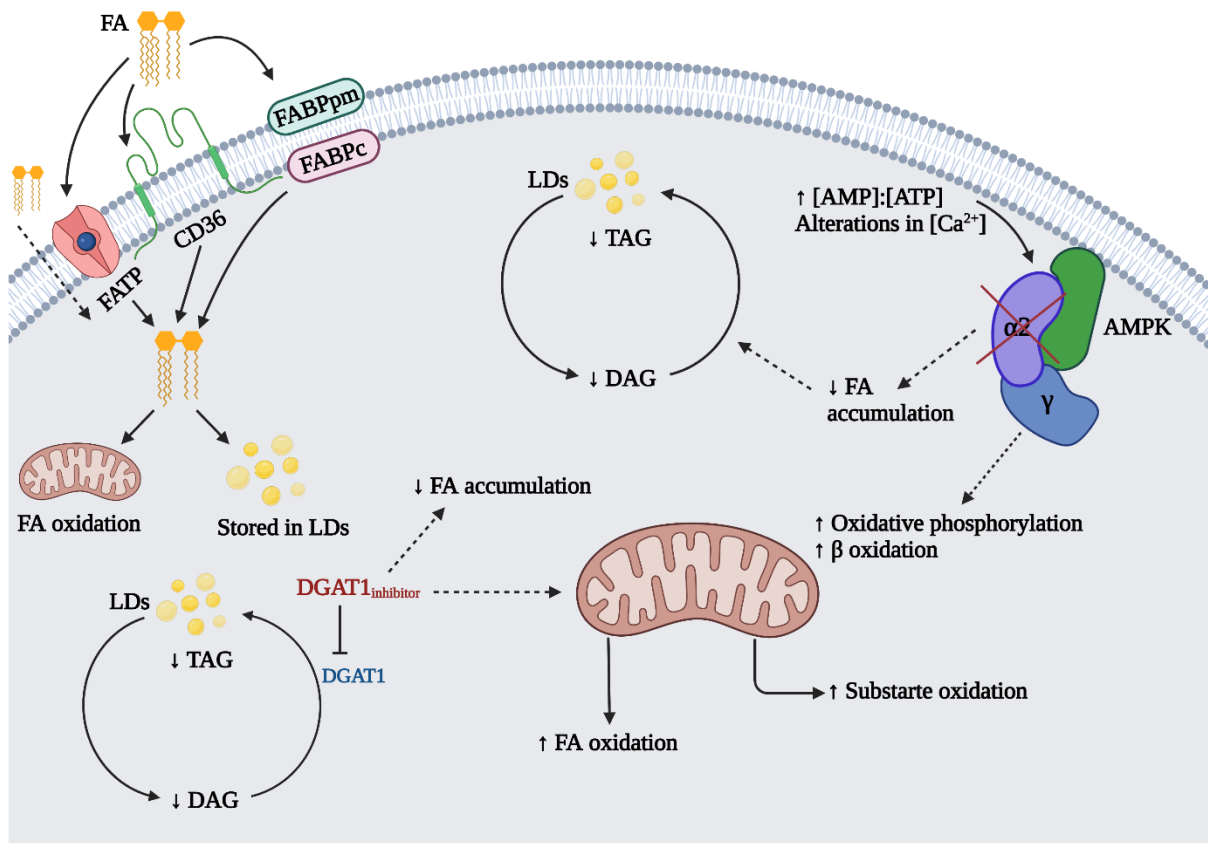 FA
FABPpm
FABPc
CD36
FATP
FA oxidation
Stored in LDs
LDs
↓ TAG
↓ DAG
↑ [AMP]:[ATP]
Alterations in [Ca²⁺]
α2
AMPK
γ
↓ FA
accumulation
↑ Oxidative phosphorylation
↑ β oxidation
↓ FA accumulation
DGAT1inhibitor
DGAT1
LDs
↓ TAG
↓ DAG
↑ Substarte oxidation
↑ FA oxidation